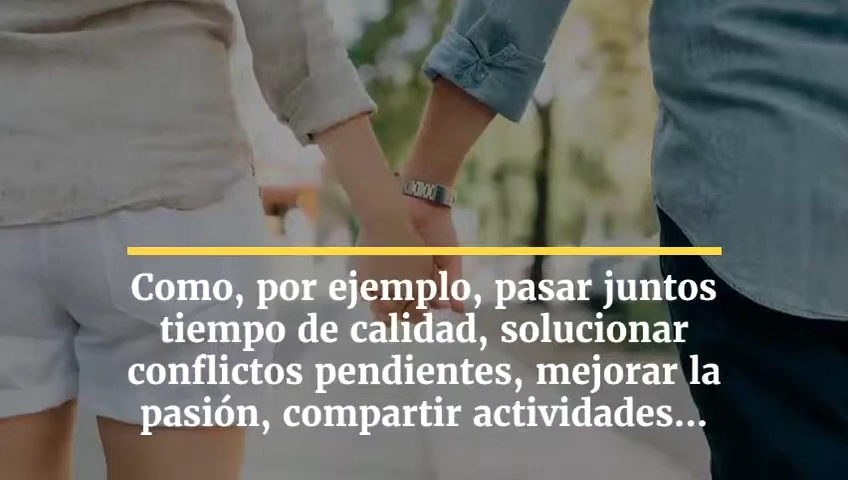 Como, por ejemplo, pasar juntos
tiempo de calidad, solucionar
conflictos pendientes, mejorar la
pasión, compartir actividades...